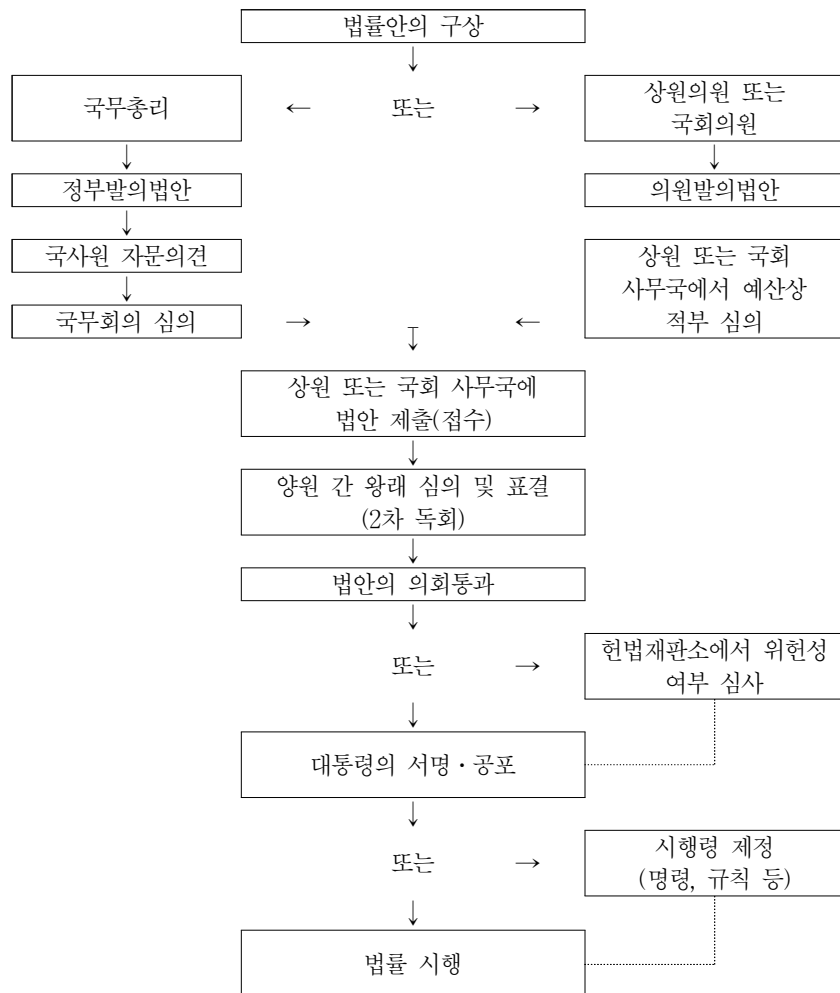 법률안의 구상
↓
국무총리 ← 또는 → 상원의원 또는
국회의원
↓ ↓
정부발의법안 의원발의법안
↓
국사원 자문의견
상원 또는 국회
사무국에서 예산상
적부 심의
↓
국무회의 심의 → ←
↓
상원 또는 국회 사무국에
법안 제출(접수)
↓
양원 간 왕래 심의 및 표결
(2차 독회)
↓
법안의 의회통과
↓
또는 → 헌법재판소에서 위헌성
여부 심사
↓
대통령의 서명·공포
↓
또는 → 시행령 제정
(명령, 규칙 등)
↓
법률 시행